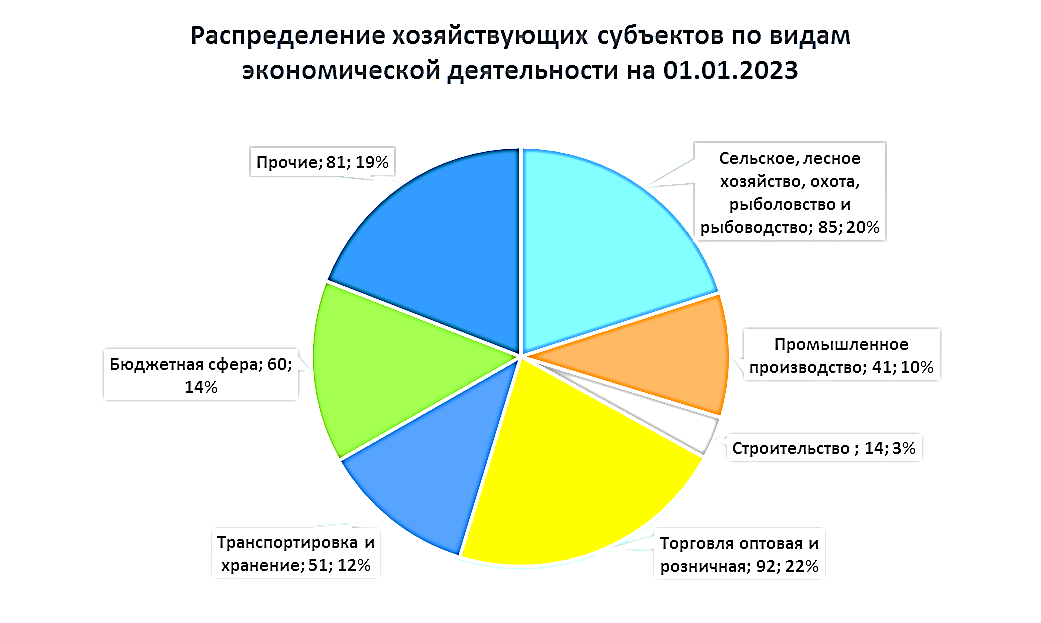 Распределение хозяйствующих субъектов по видам
экономической деятельности на 01.01.2023
Прочие; 81; 19%
Сельское, лесное
хозяйство, охота,
рыболовство и
рыбоводство; 85; 20%
Промышленное
производство; 41; 10%
Бюджетная сфера; 60;
14%
Строительство ; 14; 3%
Транспортировка и
хранение; 51; 12%
Торговля оптовая и
розничная; 92; 22%